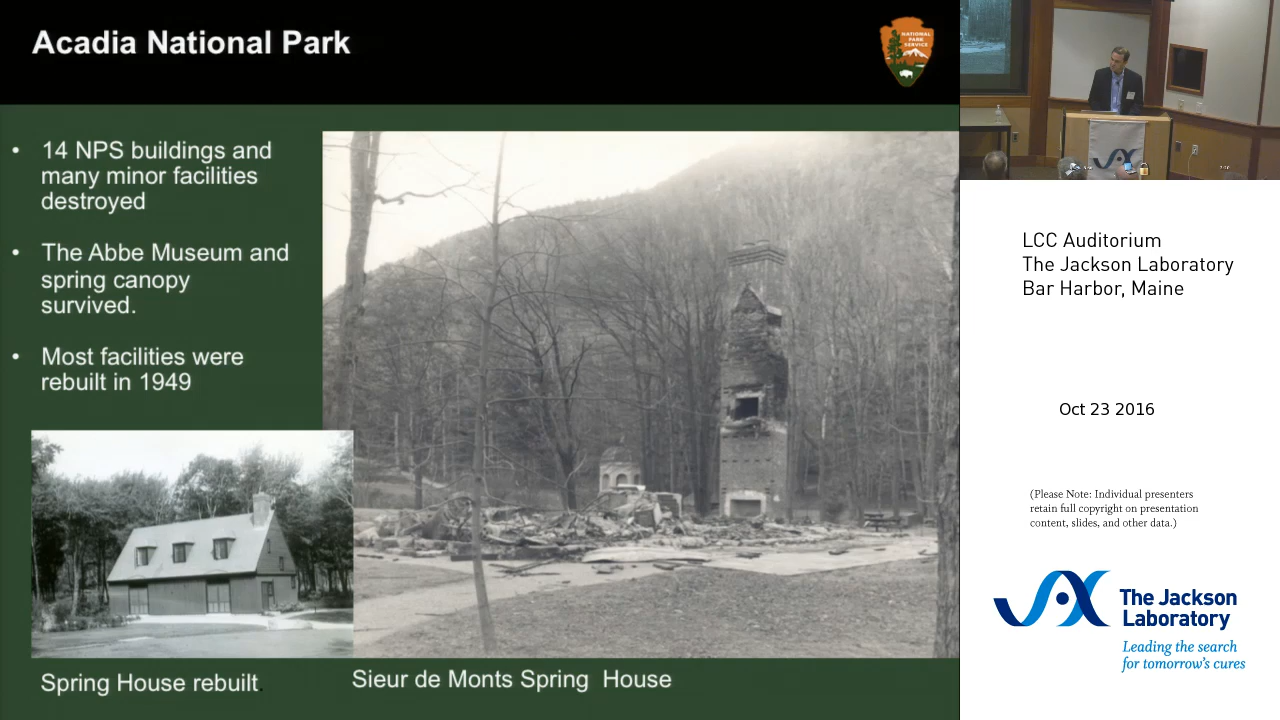 Acadia National Park
NATIONAL
PARK
SERVICE
• 14 NPS buildings and
many minor facilities
destroyed
• The Abbe Museum and
spring canopy
survived.
• Most facilities were
rebuilt in 1949
Spring House rebuilt.
Sieur de Monts Spring House
LCC Auditorium
The Jackson Laboratory
Bar Harbor, Maine
Oct 23 2016
(Please Note: Individual presenters
retain full copyright on presentation
content, slides, and other data.)
The Jackson
Laboratory
Leading the search
for tomorrow's cures